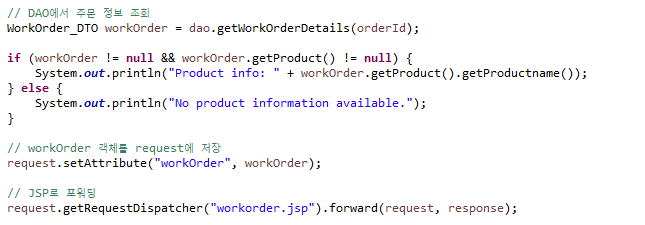 // DAO에서 주문 정보 조회
WorkOrder_DTO workOrder = dao.getWorkOrderDetails(orderId);
if (workOrder != null && workOrder.getProduct() != null) {
    System.out.println("Product info: " + workOrder.getProduct().getProductname());
} else {
    System.out.println("No product information available.");
}
// workOrder 객체를 request에 저장
request.setAttribute("workOrder", workOrder);
// JSP로 포워딩
request.getRequestDispatcher("workorder.jsp").forward(request, response);